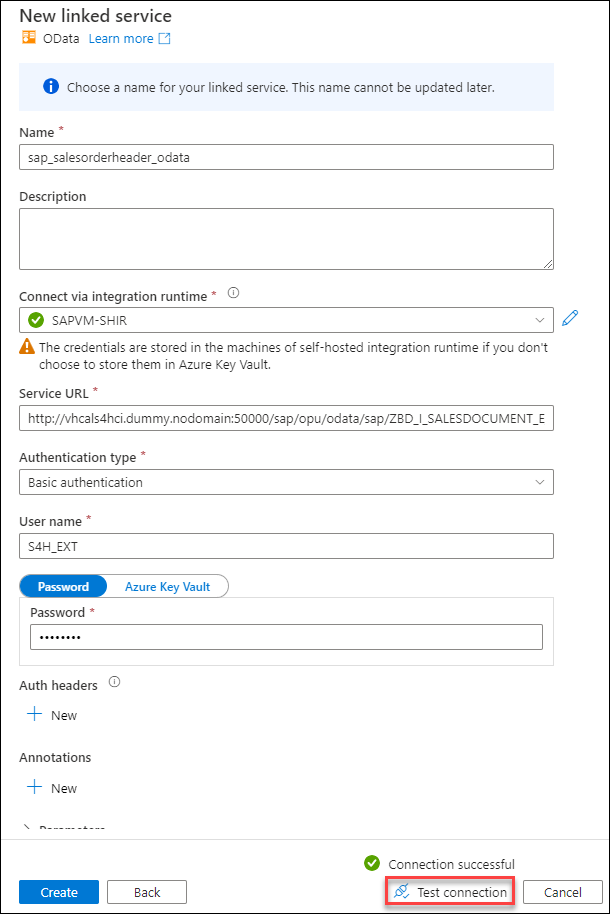 New linked service
OData Learn more
Choose a name for your linked service. This name cannot be updated later.
Name *
sap_salesorderheader_odata
Description
Connect via integration runtime *
SAPVM-SHIR
The credentials are stored in the machines of self-hosted integration runtime if you don't
choose to store them in Azure Key Vault.
Service URL *
http://vhcals4hci.dummy.nodomain:50000/sap/opu/odata/sap/ZBD_I_SALESDOCUMENT_E
Authentication type *
Basic authentication
User name *
S4H_EXT
Password Azure Key Vault
Password *
••••••••
Auth headers
New
Annotations
New
Parameters
Connection successful
Create Back Test connection Cancel